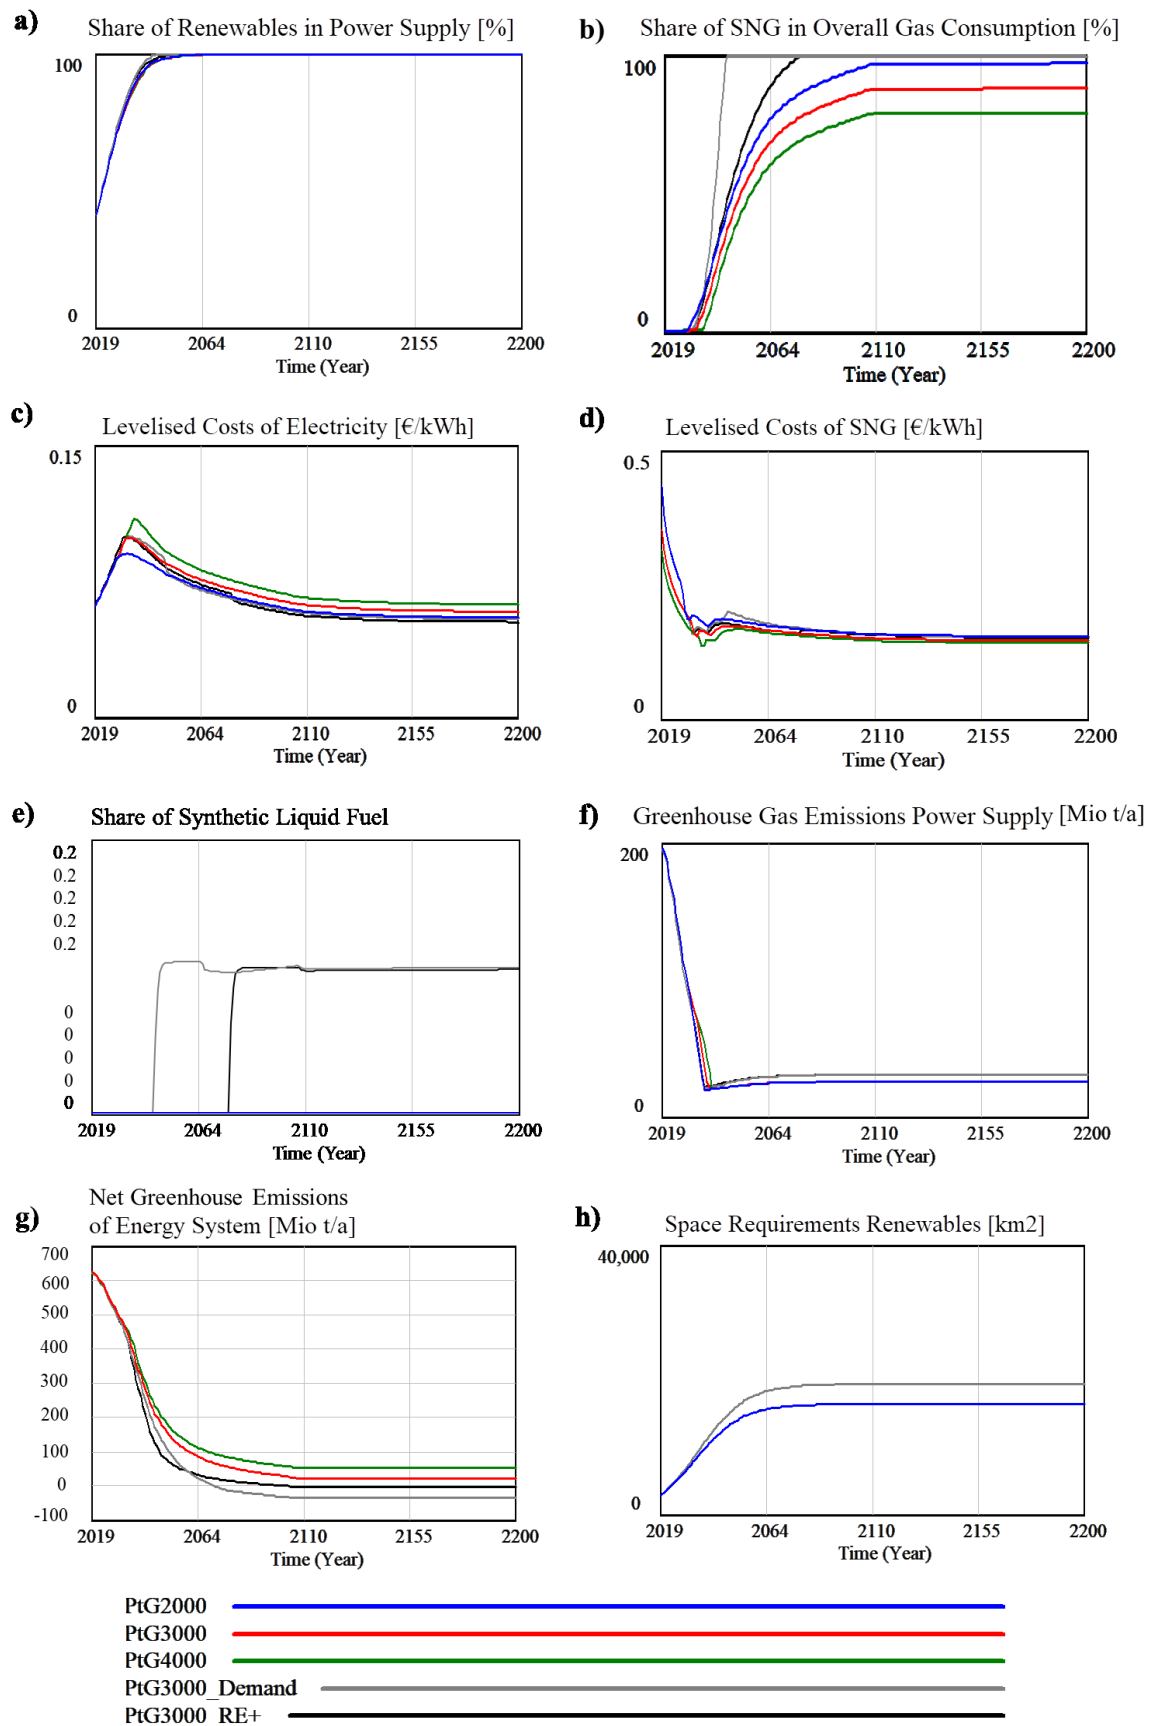 a) Share of Renewables in Power Supply [%]
100
0
2019 2064 2110 2155 2200
Time (Year)
b) Share of SNG in Overall Gas Consumption [%]
100
0
2019 2064 2110 2155 2200
Time (Year)
c) Levelised Costs of Electricity [€/kWh]
0.15
0
2019 2064 2110 2155 2200
Time (Year)
d) Levelised Costs of SNG [€/kWh]
0.5
0
2019 2064 2110 2155 2200
Time (Year)
e) Share of Synthetic Liquid Fuel
0.2
0.2
0.2
0.2
0.2
0
0
0
0
0
2019 2064 2110 2155 2200
Time (Year)
f) Greenhouse Gas Emissions Power Supply [Mio t/a]
200
0
2019 2064 2110 2155 2200
Time (Year)
g) Net Greenhouse Emissions
of Energy System [Mio t/a]
700
600
500
400
300
200
100
0
-100
2019 2064 2110 2155 2200
Time (Year)
h) Space Requirements Renewables [km2]
40,000
0
2019 2064 2110 2155 2200
Time (Year)
PtG2000
PtG3000
PtG4000
PtG3000_Demand
PtG3000_RE+